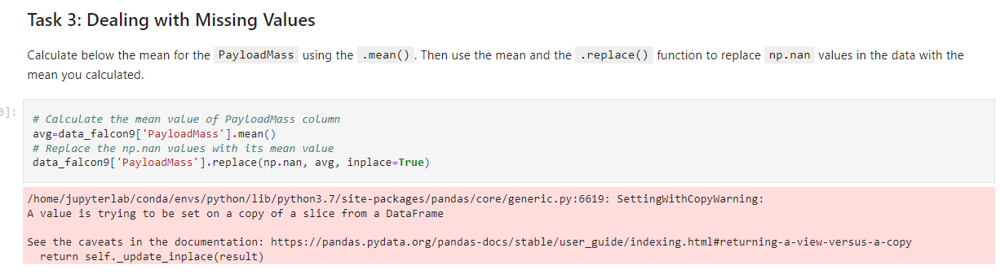 Task 3: Dealing with Missing Values
Calculate below the mean for the PayloadMass using the .mean() . Then use the mean and the .replace() function to replace np.nan values in the data with the
mean you calculated.
3]:
# Calculate the mean value of PayloadMass column
avg=data_falcon9['PayloadMass'].mean()
# Replace the np.nan values with its mean value
data_falcon9['PayloadMass'].replace(np.nan, avg, inplace=True)
/home/jupyterlab/conda/envs/python/lib/python3.7/site-packages/pandas/core/generic.py:6619: SettingWithCopyWarning:
A value is trying to be set on a copy of a slice from a DataFrame
See the caveats in the documentation: https://pandas.pydata.org/pandas-docs/stable/user_guide/indexing.html#returning-a-view-versus-a-copy
  return self._update_inplace(result)